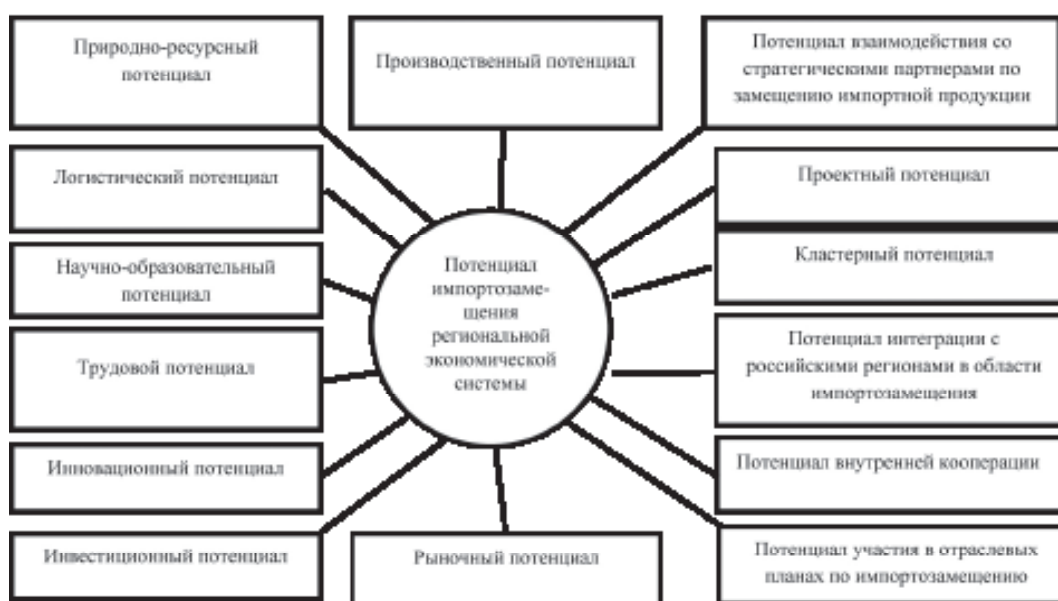 Природно-ресурсный
потенциал
Производственный потенциал
Потенциал взаимодействия со
стратегическими партнерами по
замещению импортной продукции
Логистический потенциал
Проектный потенциал
Научно-образовательный
потенциал
Кластерный потенциал
Потенциал
импортозаме-
щения
региональной
экономической
системы
Трудовой потенциал
Потенциал интеграции с
российскими регионами в области
импортозамещения
Инновационный потенциал
Потенциал внутренней кооперации
Инвестиционный потенциал
Рыночный потенциал
Потенциал участия в отраслевых
планах по импортозамещению